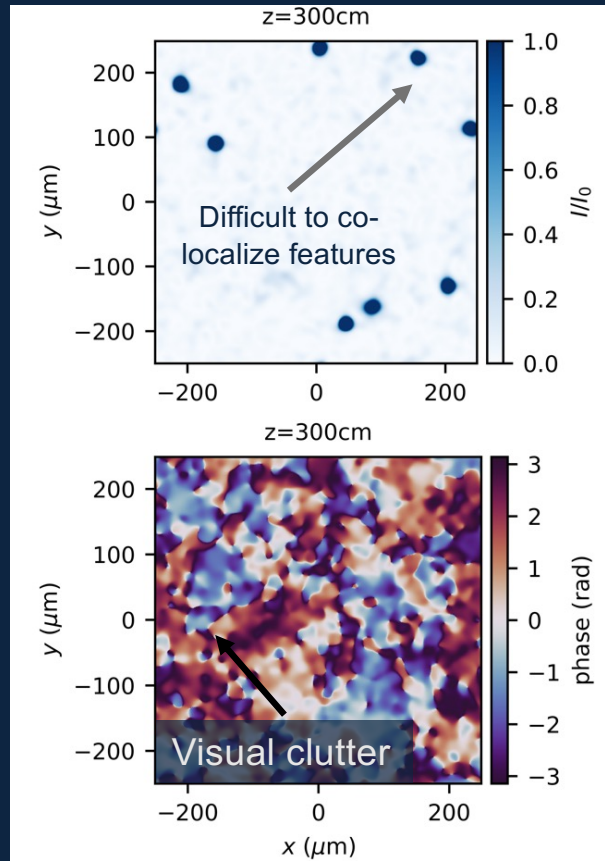 z=300cm
200
100
0
−100
−200
y (μm)
−200
0
200
1.0
0.8
0.6
0.4
0.2
0.0
I/I0
Difficult to co-
localize features
z=300cm
200
100
0
−100
−200
y (μm)
−200
0
200
x (μm)
3
2
1
0
−1
−2
−3
phase (rad)
Visual clutter